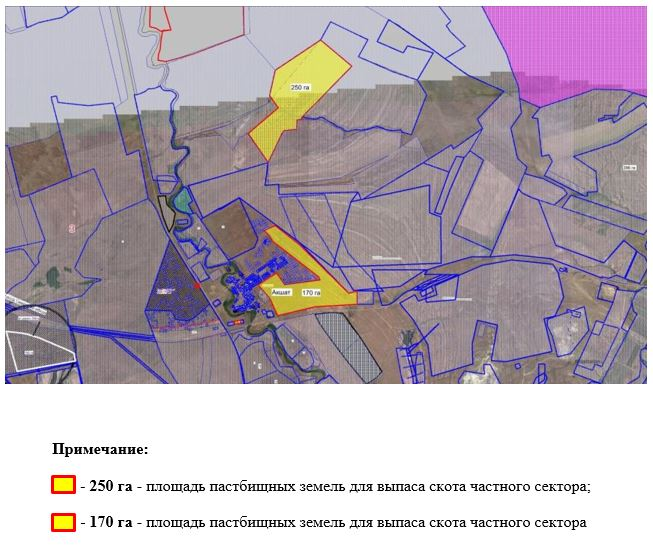 250 га
Акшат
170 га
Примечание:
- 250 га - площадь пастбищных земель для выпаса скота частного сектора;
- 170 га - площадь пастбищных земель для выпаса скота частного сектора